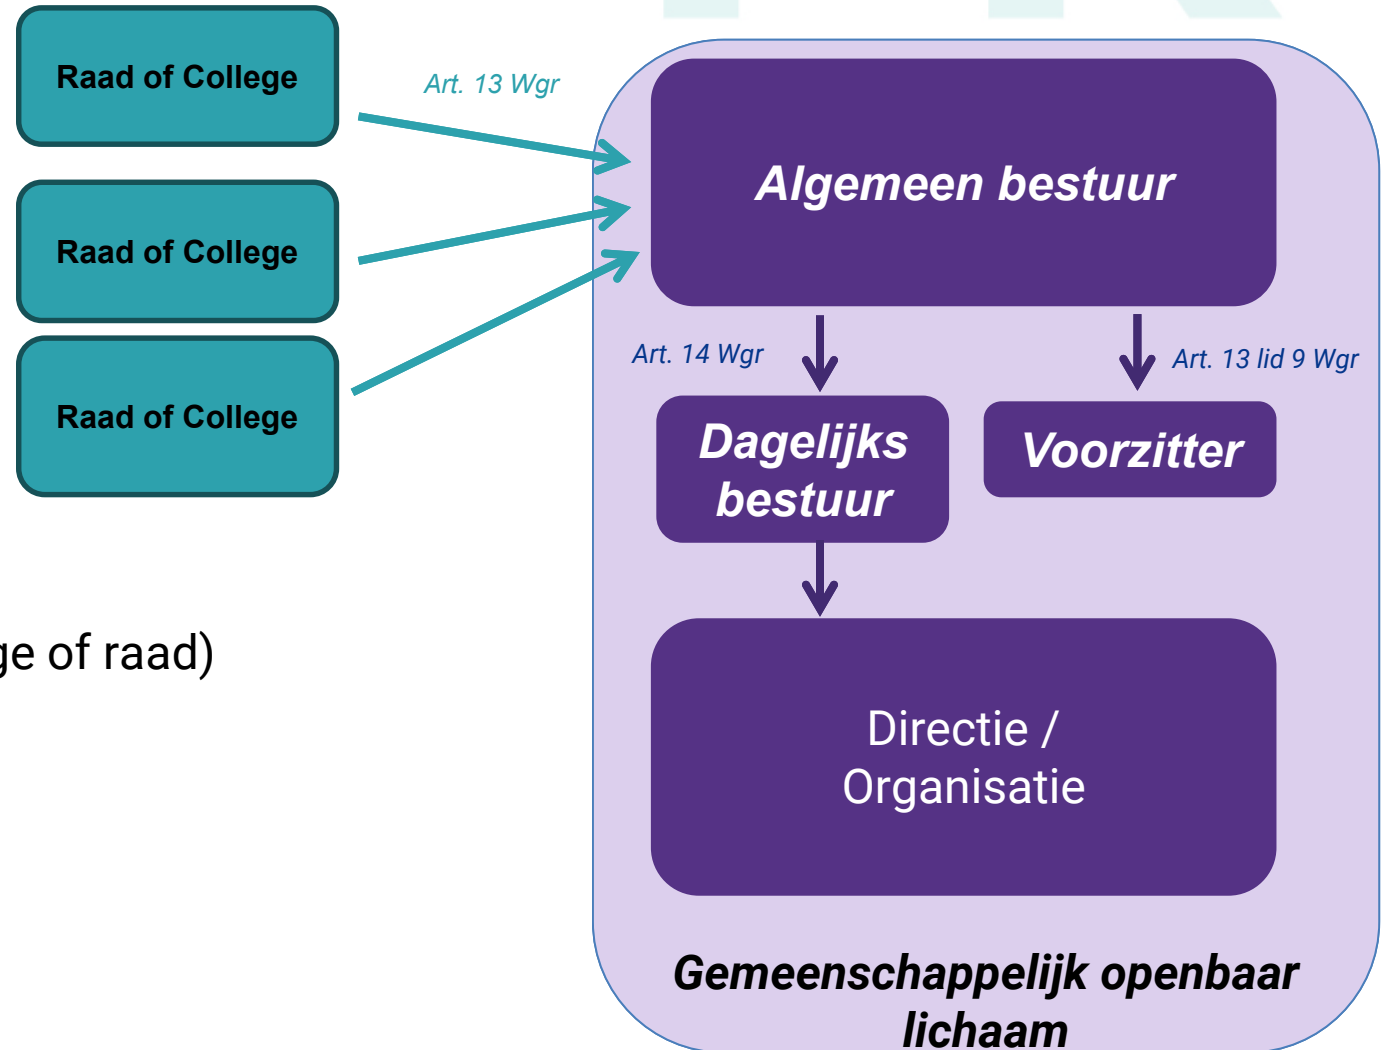 Raad of College
Art. 13 Wgr
Raad of College
Raad of College
Algemeen bestuur
Art. 14 Wgr
Art. 13 lid 9 Wgr
Dagelijks
bestuur
Voorzitter
of raad)
Directie /
Organisatie
Gemeenschappelijk openbaar
lichaam